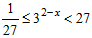 1/27 ≤ 3^{2−x} < 27